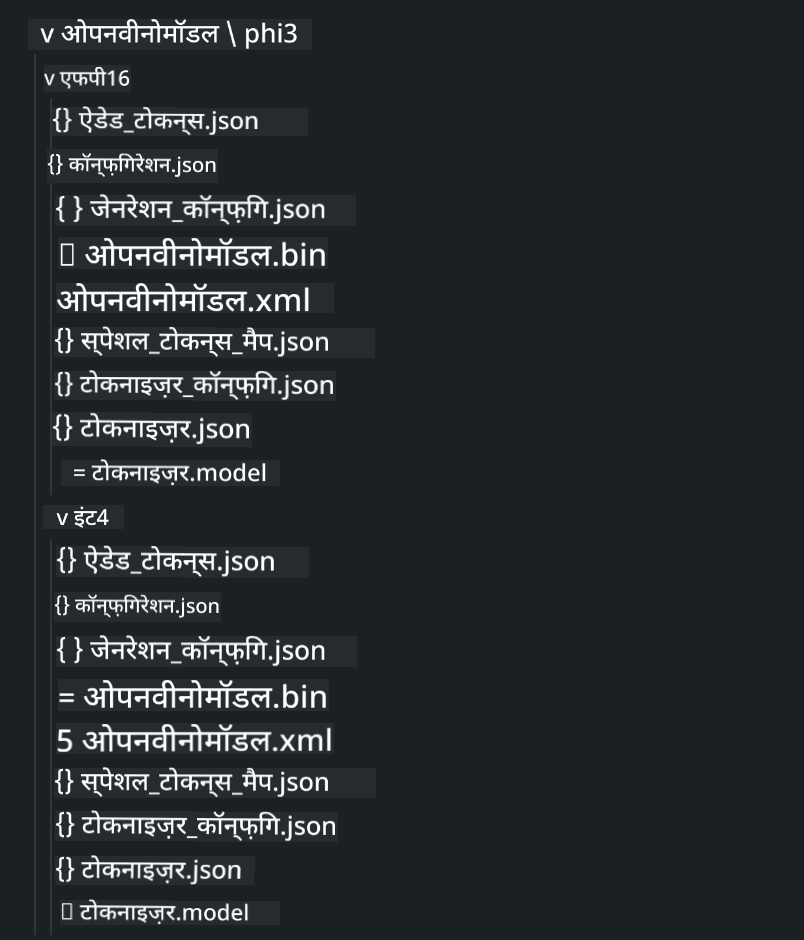 v ओपनवीनोमॉडल \ phi3
v एफपी16
{} ऐडेड_टोकन्स.json
{} कॉन्फ़गिरेशन.json
{ } जेनरेशन_कॉन्फ़गि.json
▯ ओपनवीनोमॉडल.bin
ओपनवीनोमॉडल.xml
{} स्पेशल_टोकन्स_मैप.json
{} टोकनाइज़र_कॉन्फ़गि.json
{} टोकनाइज़र.json
= टोकनाइज़र.model
v इंट4
{} ऐडेड_टोकन्स.json
{} कॉन्फ़गिरेशन.json
{ } जेनरेशन_कॉन्फ़गि.json
= ओपनवीनोमॉडल.bin
5 ओपनवीनोमॉडल.xml
{} स्पेशल_टोकन्स_मैप.json
{} टोकनाइज़र_कॉन्फ़गि.json
{} टोकनाइज़र.json
▯ टोकनाइज़र.model